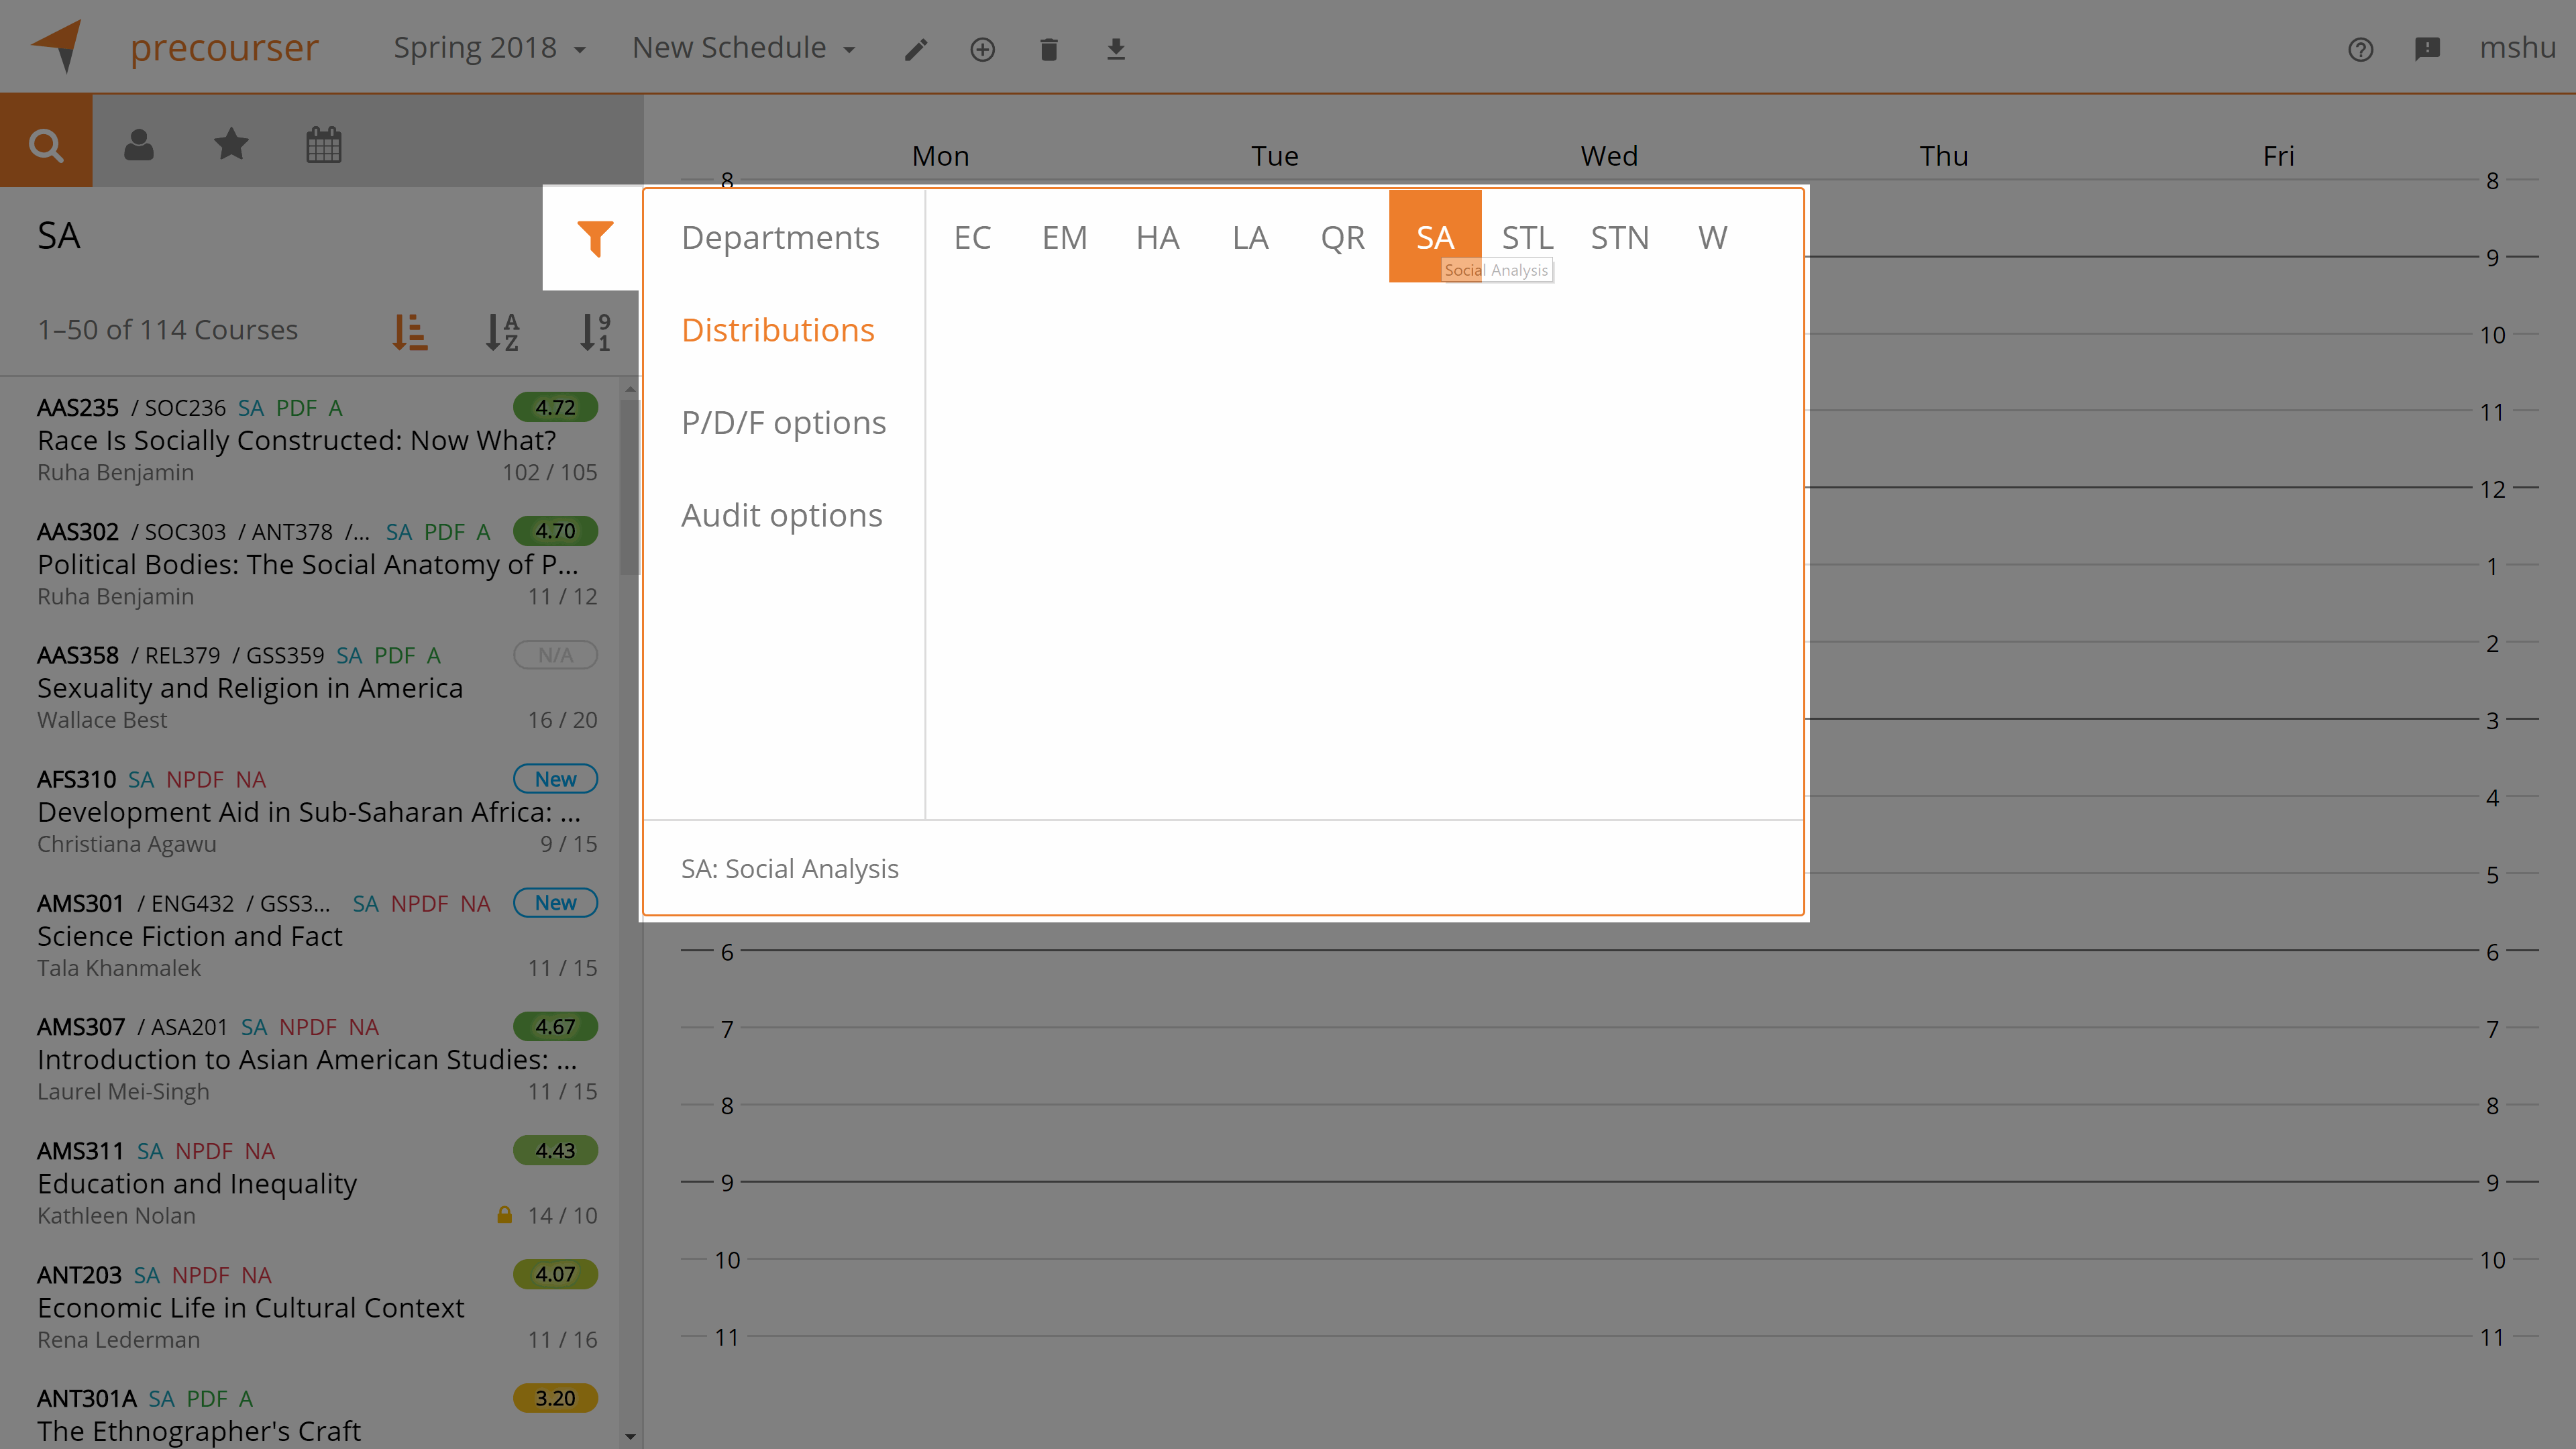 precourser Spring 2018 New Schedule mshu
Mon Tue Wed Thu Fri
SA
1–50 of 114 Courses A Z 9 1
AAS235 / SOC236 SA PDF A 4.72
Race Is Socially Constructed: Now What?
Ruha Benjamin 102 / 105
AAS302 / SOC303 / ANT378 /... SA PDF A 4.70
Political Bodies: The Social Anatomy of P...
Ruha Benjamin 11 / 12
AAS358 / REL379 / GSS359 SA PDF A N/A
Sexuality and Religion in America
Wallace Best 16 / 20
AFS310 SA NPDF NA New
Development Aid in Sub-Saharan Africa: ...
Christiana Agawu 9 / 15
AMS301 / ENG432 / GSS3... SA NPDF NA New
Science Fiction and Fact
Tala Khanmalek 11 / 15
AMS307 / ASA201 SA NPDF NA 4.67
Introduction to Asian American Studies: ...
Laurel Mei-Singh 11 / 15
AMS311 SA NPDF NA 4.43
Education and Inequality
Kathleen Nolan 14 / 10
ANT203 SA NPDF NA 4.07
Economic Life in Cultural Context
Rena Lederman 11 / 16
ANT301A SA PDF A 3.20
The Ethnographer's Craft
Departments EC EM HA LA QR SA STL STN W
Social Analysis
Distributions
P/D/F options
Audit options
SA: Social Analysis
8 8
9
10
11
12
1
2
3
4
5
6 6
7 7
8 8
9 9
10 10
11 11